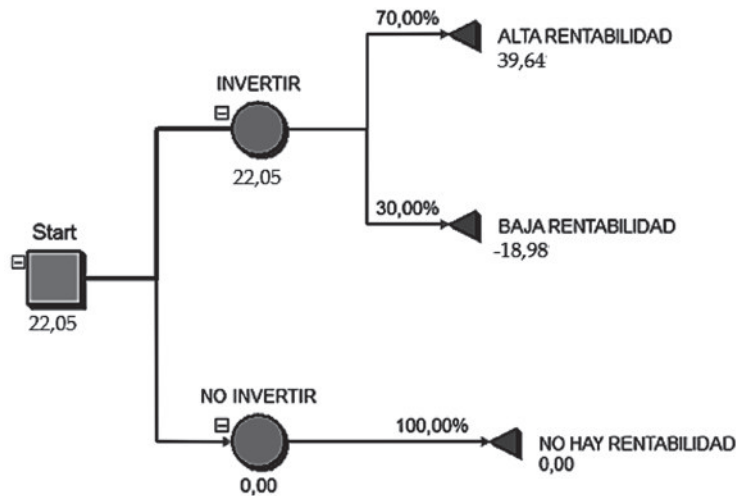 70,00%
ALTA RENTABILIDAD
39,64
INVERTIR
22,05
30,00%
BAJA RENTABILIDAD
-18,98
Start
22,05
NO INVERTIR
0,00
100,00%
NO HAY RENTABILIDAD
0,00